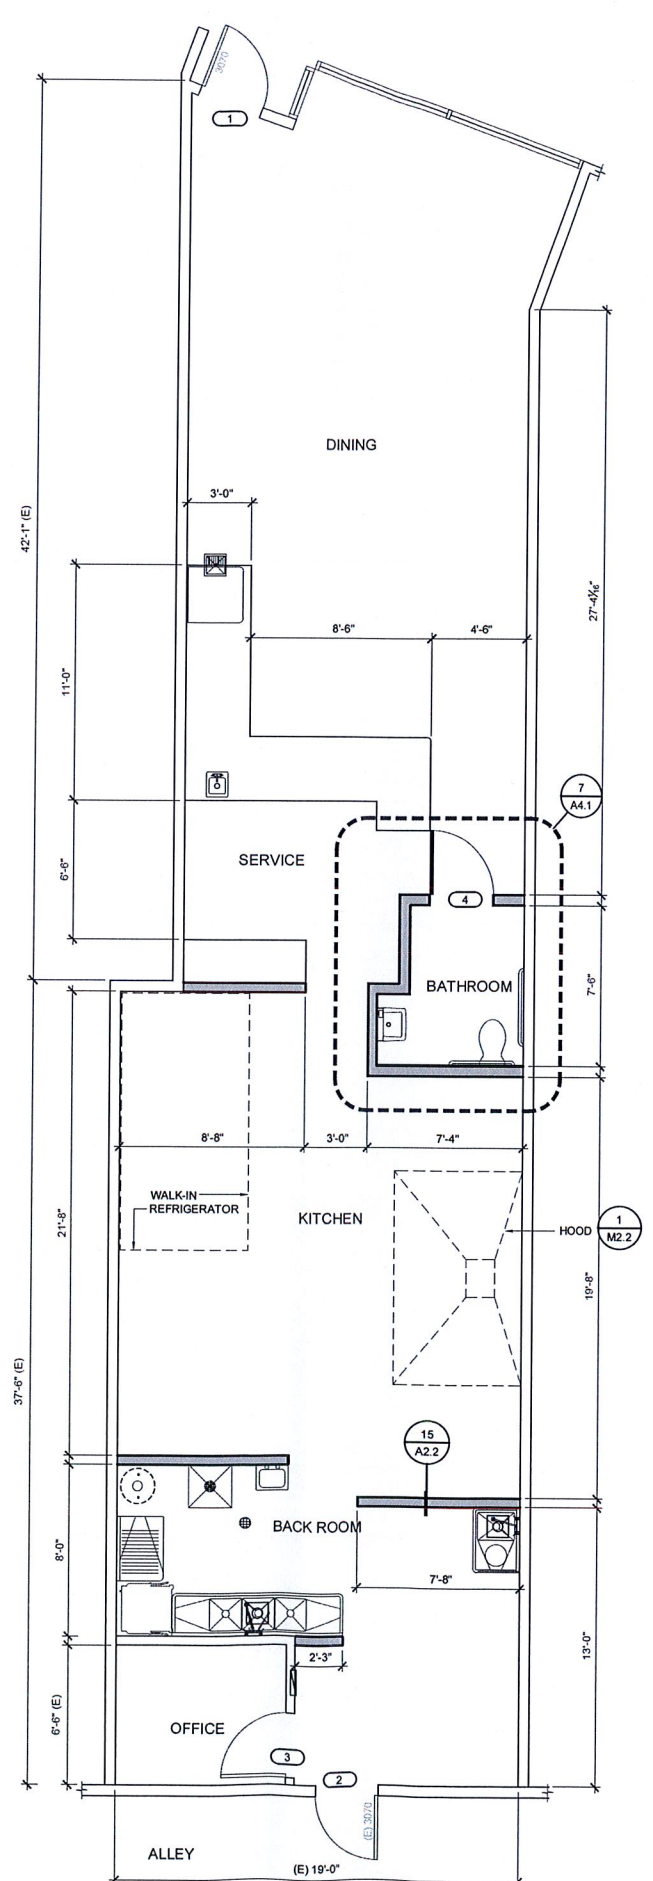 3070
1
DINING
3'-0"
42'-1" (E)
8'-6"
4'-6"
27'-4 1/16"
11'-0"
7
A4.1
SERVICE
6'-6"
4
BATHROOM
7'-6"
8'-8"
3'-0"
7'-4"
WALK-IN
REFRIGERATOR
KITCHEN
HOOD
1
M2.2
21'-8"
19'-8"
37'-6" (E)
15
A2.2
BACK ROOM
8'-0"
7'-8"
2'-3"
13'-0"
6'-6" (E)
OFFICE
3
2
(E) 3070
ALLEY
(E) 19'-0"